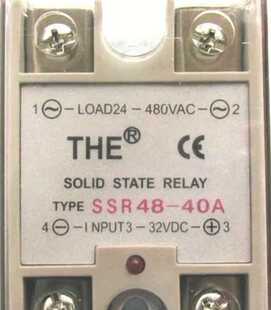 1 ~ LOAD24 - 480VAC ~ 2
THE® CE
SOLID STATE RELAY
TYPE SSR48-40A
4 - INPUT3 - 32VDC + 3